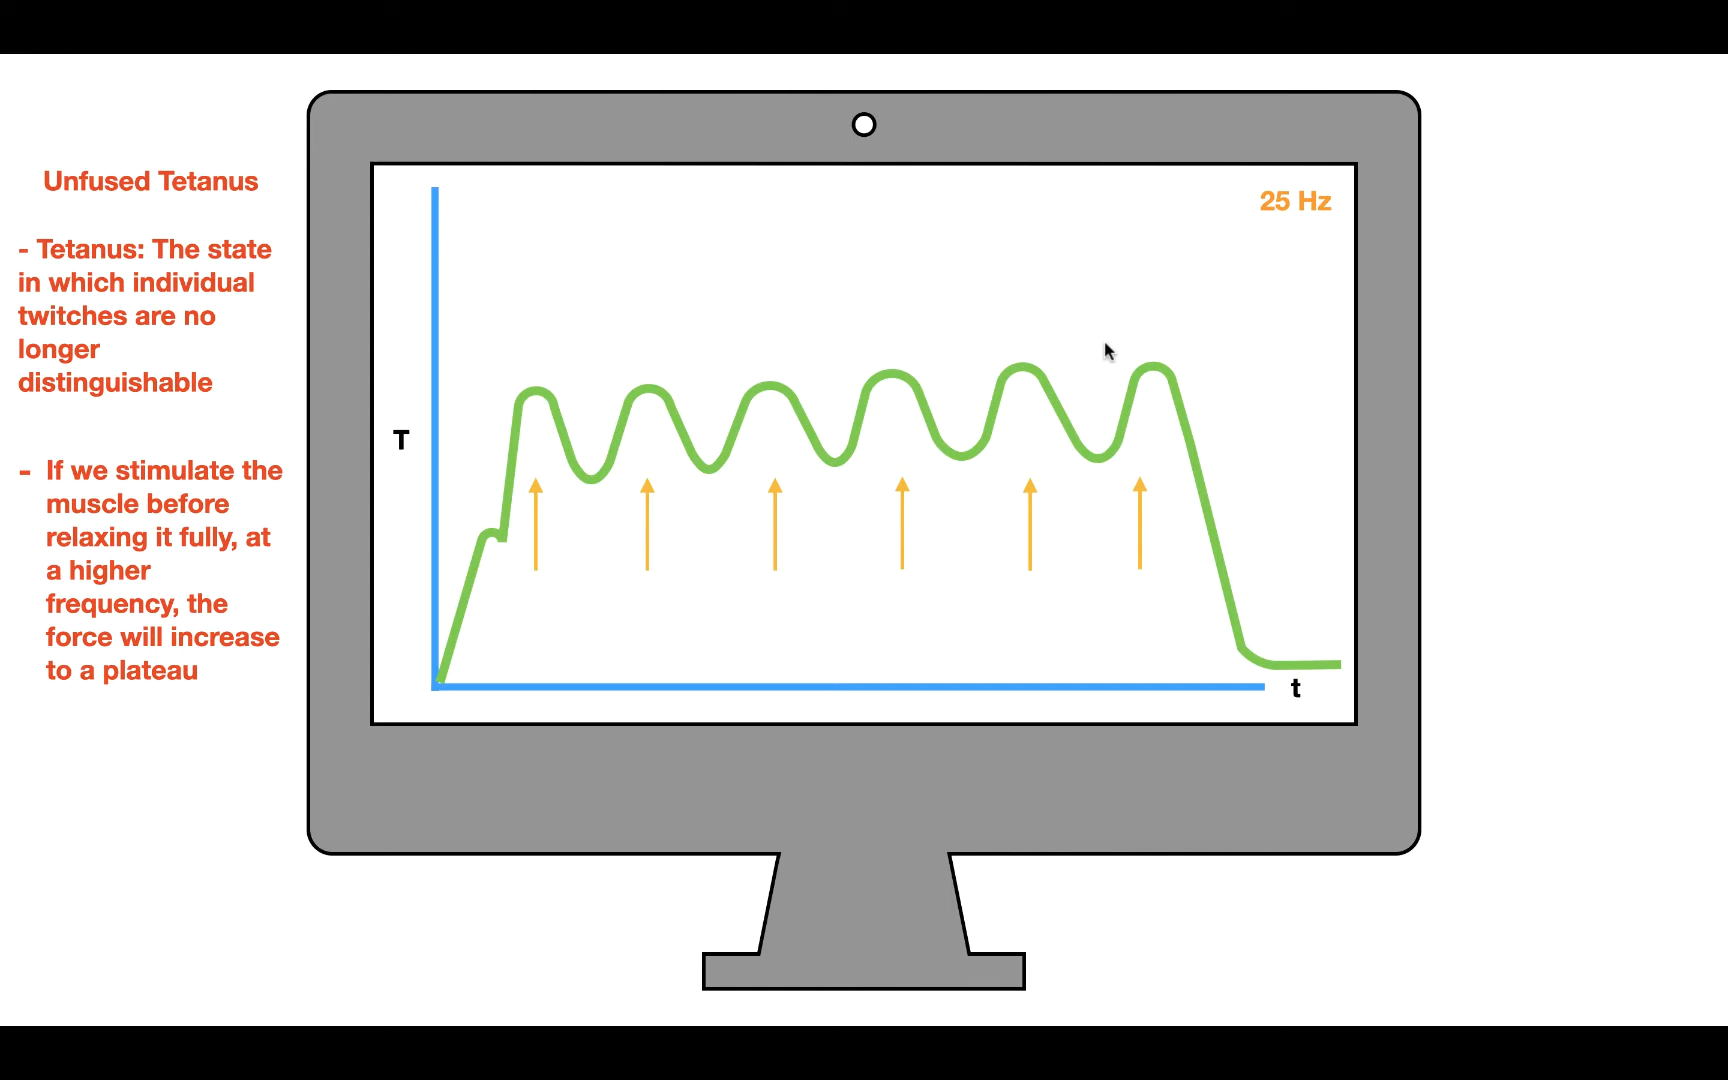 Unfused Tetanus
- Tetanus: The state
in which individual
twitches are no
longer
distinguishable
- If we stimulate the
muscle before
relaxing it fully, at
a higher
frequency, the
force will increase
to a plateau
25 Hz
T
t